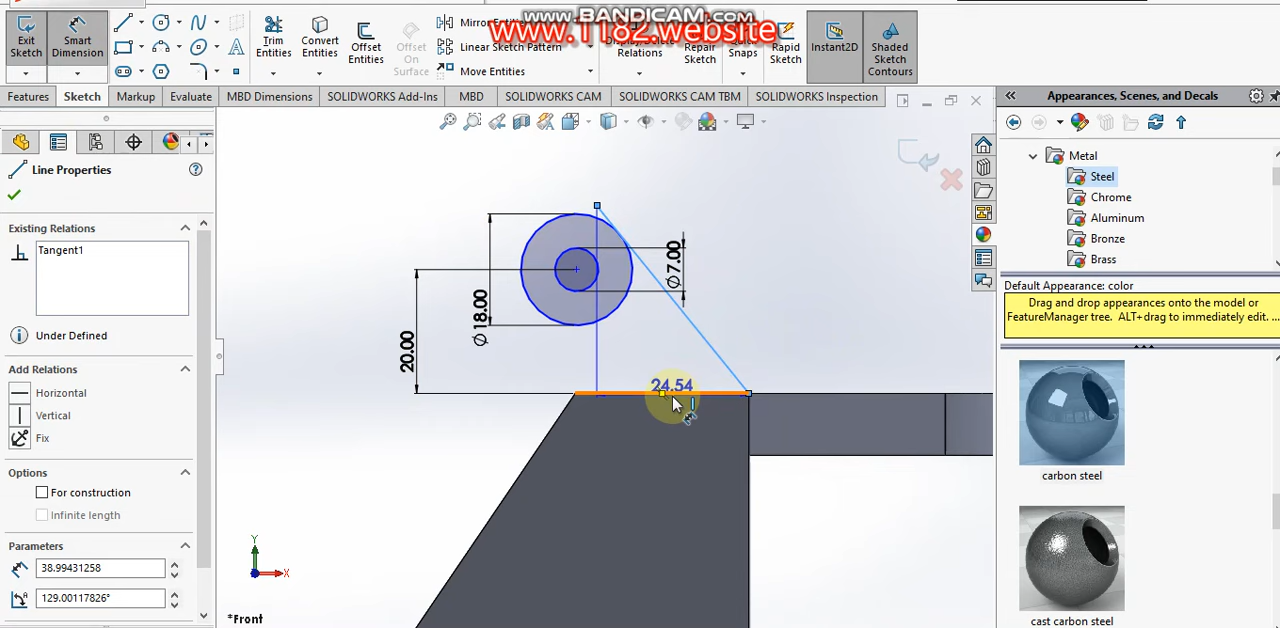 www.BANDICAM.com
www.1182.website
Exit Sketch
Smart Dimension
Trim Entities
Convert Entities
Offset Entities
Offset On Surface
Mirror Entities
Linear Sketch Pattern
Move Entities
Display/Delete Relations
Repair Sketch
Quick Snaps
Rapid Sketch
Instant2D
Shaded Sketch Contours
Features
Sketch
Markup
Evaluate
MBD Dimensions
SOLIDWORKS Add-Ins
MBD
SOLIDWORKS CAM
SOLIDWORKS CAM TBM
SOLIDWORKS Inspection
Line Properties
Existing Relations
Tangent1
Under Defined
Add Relations
Horizontal
Vertical
Fix
Options
For construction
Infinite length
Parameters
38.99431258
129.00117826°
20.00
Ø18.00
Ø7.00
24.54
Y
X
*Front
Appearances, Scenes, and Decals
Metal
Steel
Chrome
Aluminum
Bronze
Brass
Default Appearance: color
Drag and drop appearances onto the model or
FeatureManager tree. ALT+drag to immediately edit.
carbon steel
cast carbon steel